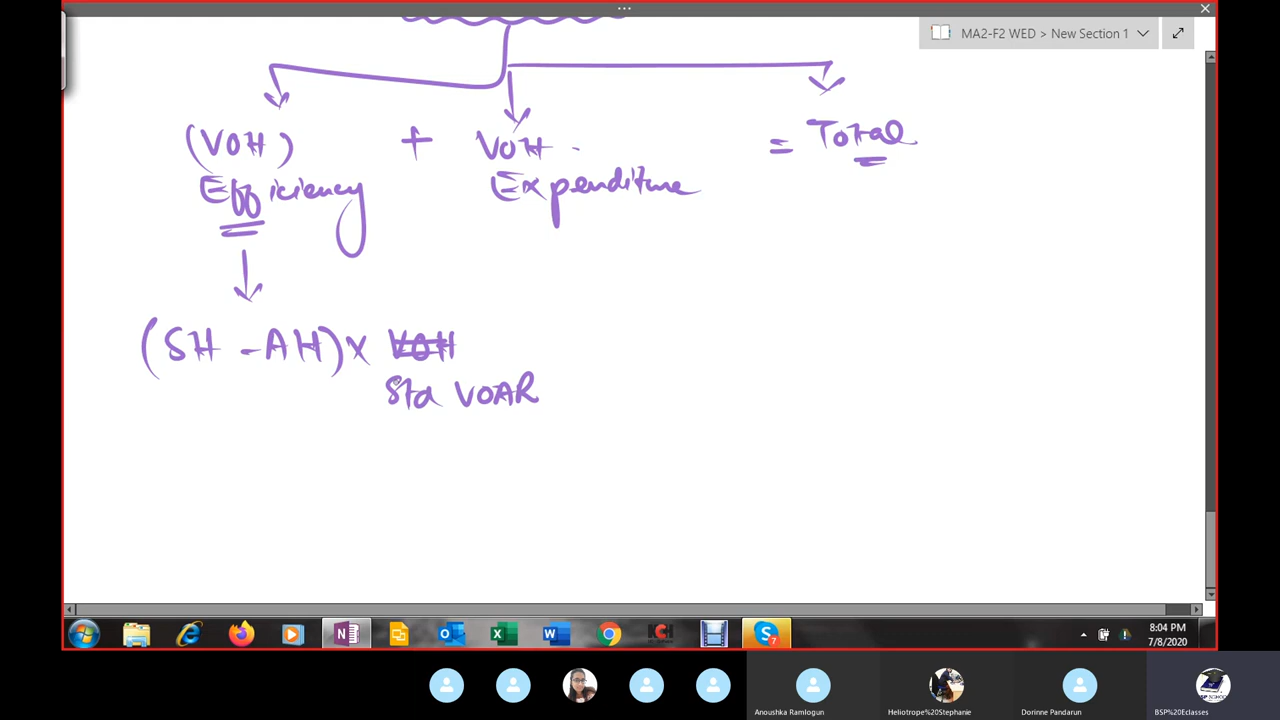 MA2-F2 WED > New Section 1
(VOH) + VOH - = Total
Efficiency Expenditure
(SH - AH) x VOH
Std VOAR
8:04 PM
7/8/2020
Anoushka Ramlogun
Heliotrope%20Stephanie
Dorinne Pandarun
BSP%20Eclasses